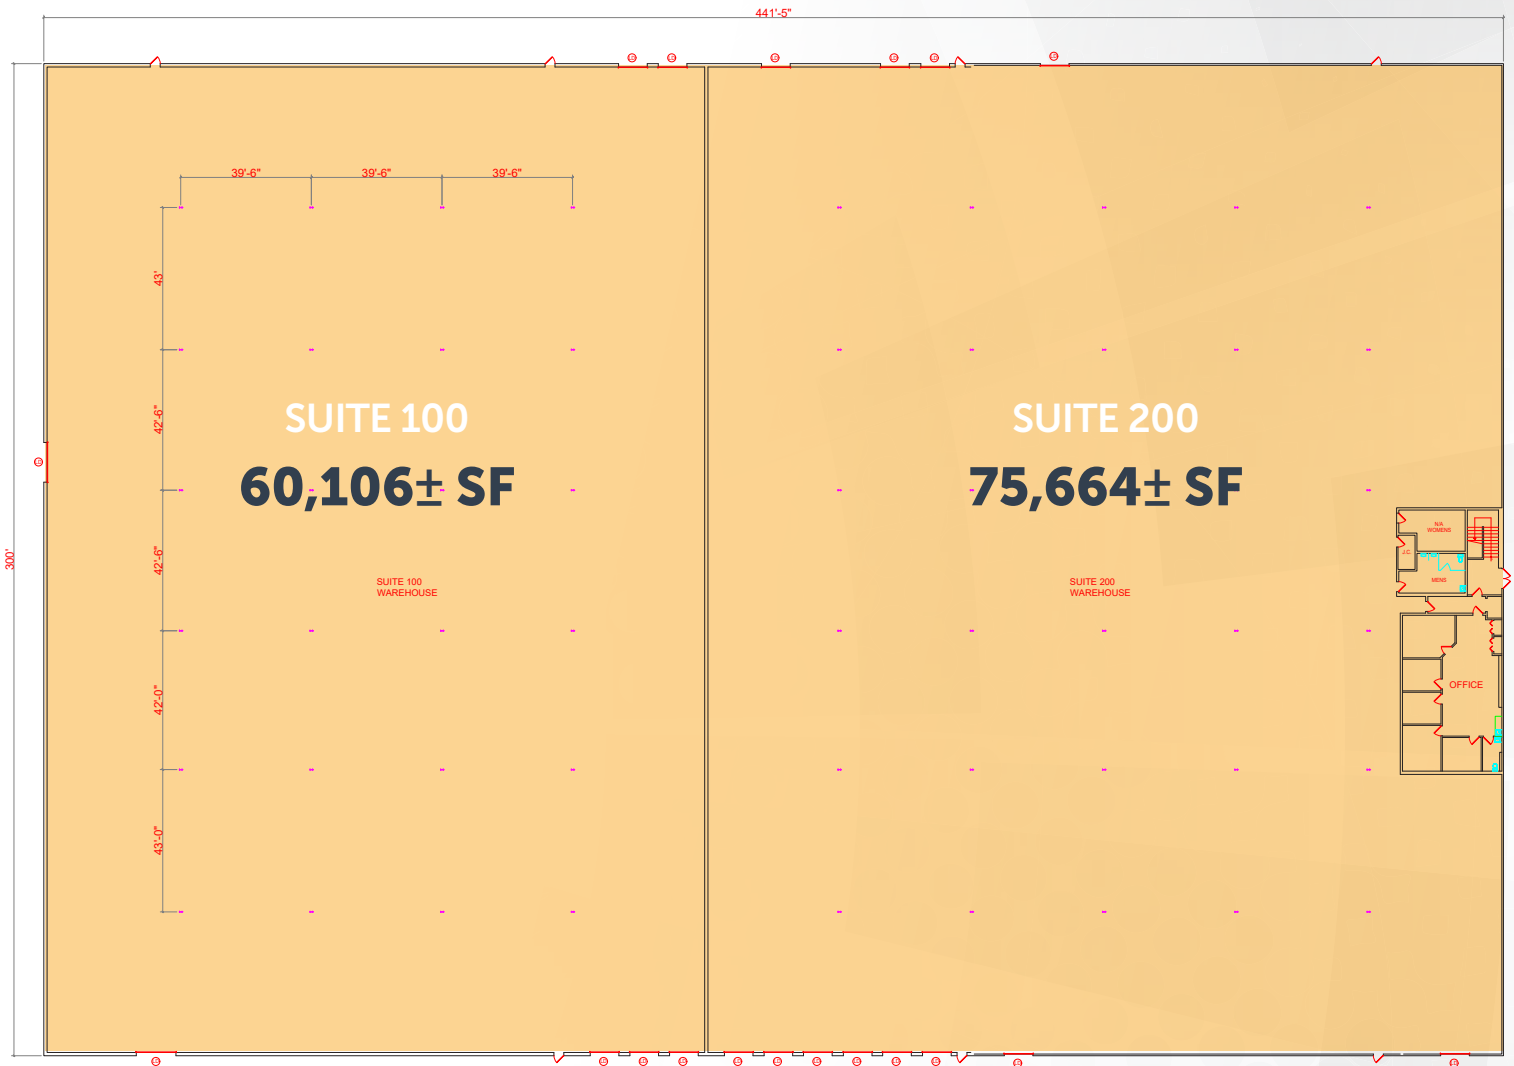 441'-5"
39'-6"
39'-6"
39'-6"
43'
SUITE 100
SUITE 200
42'-6"
60,106± SF
75,664± SF
N/A
WOMENS
J.C.
300'
42'-6"
SUITE 100
WAREHOUSE
SUITE 200
WAREHOUSE
MENS
42'-0"
OFFICE
43'-0"